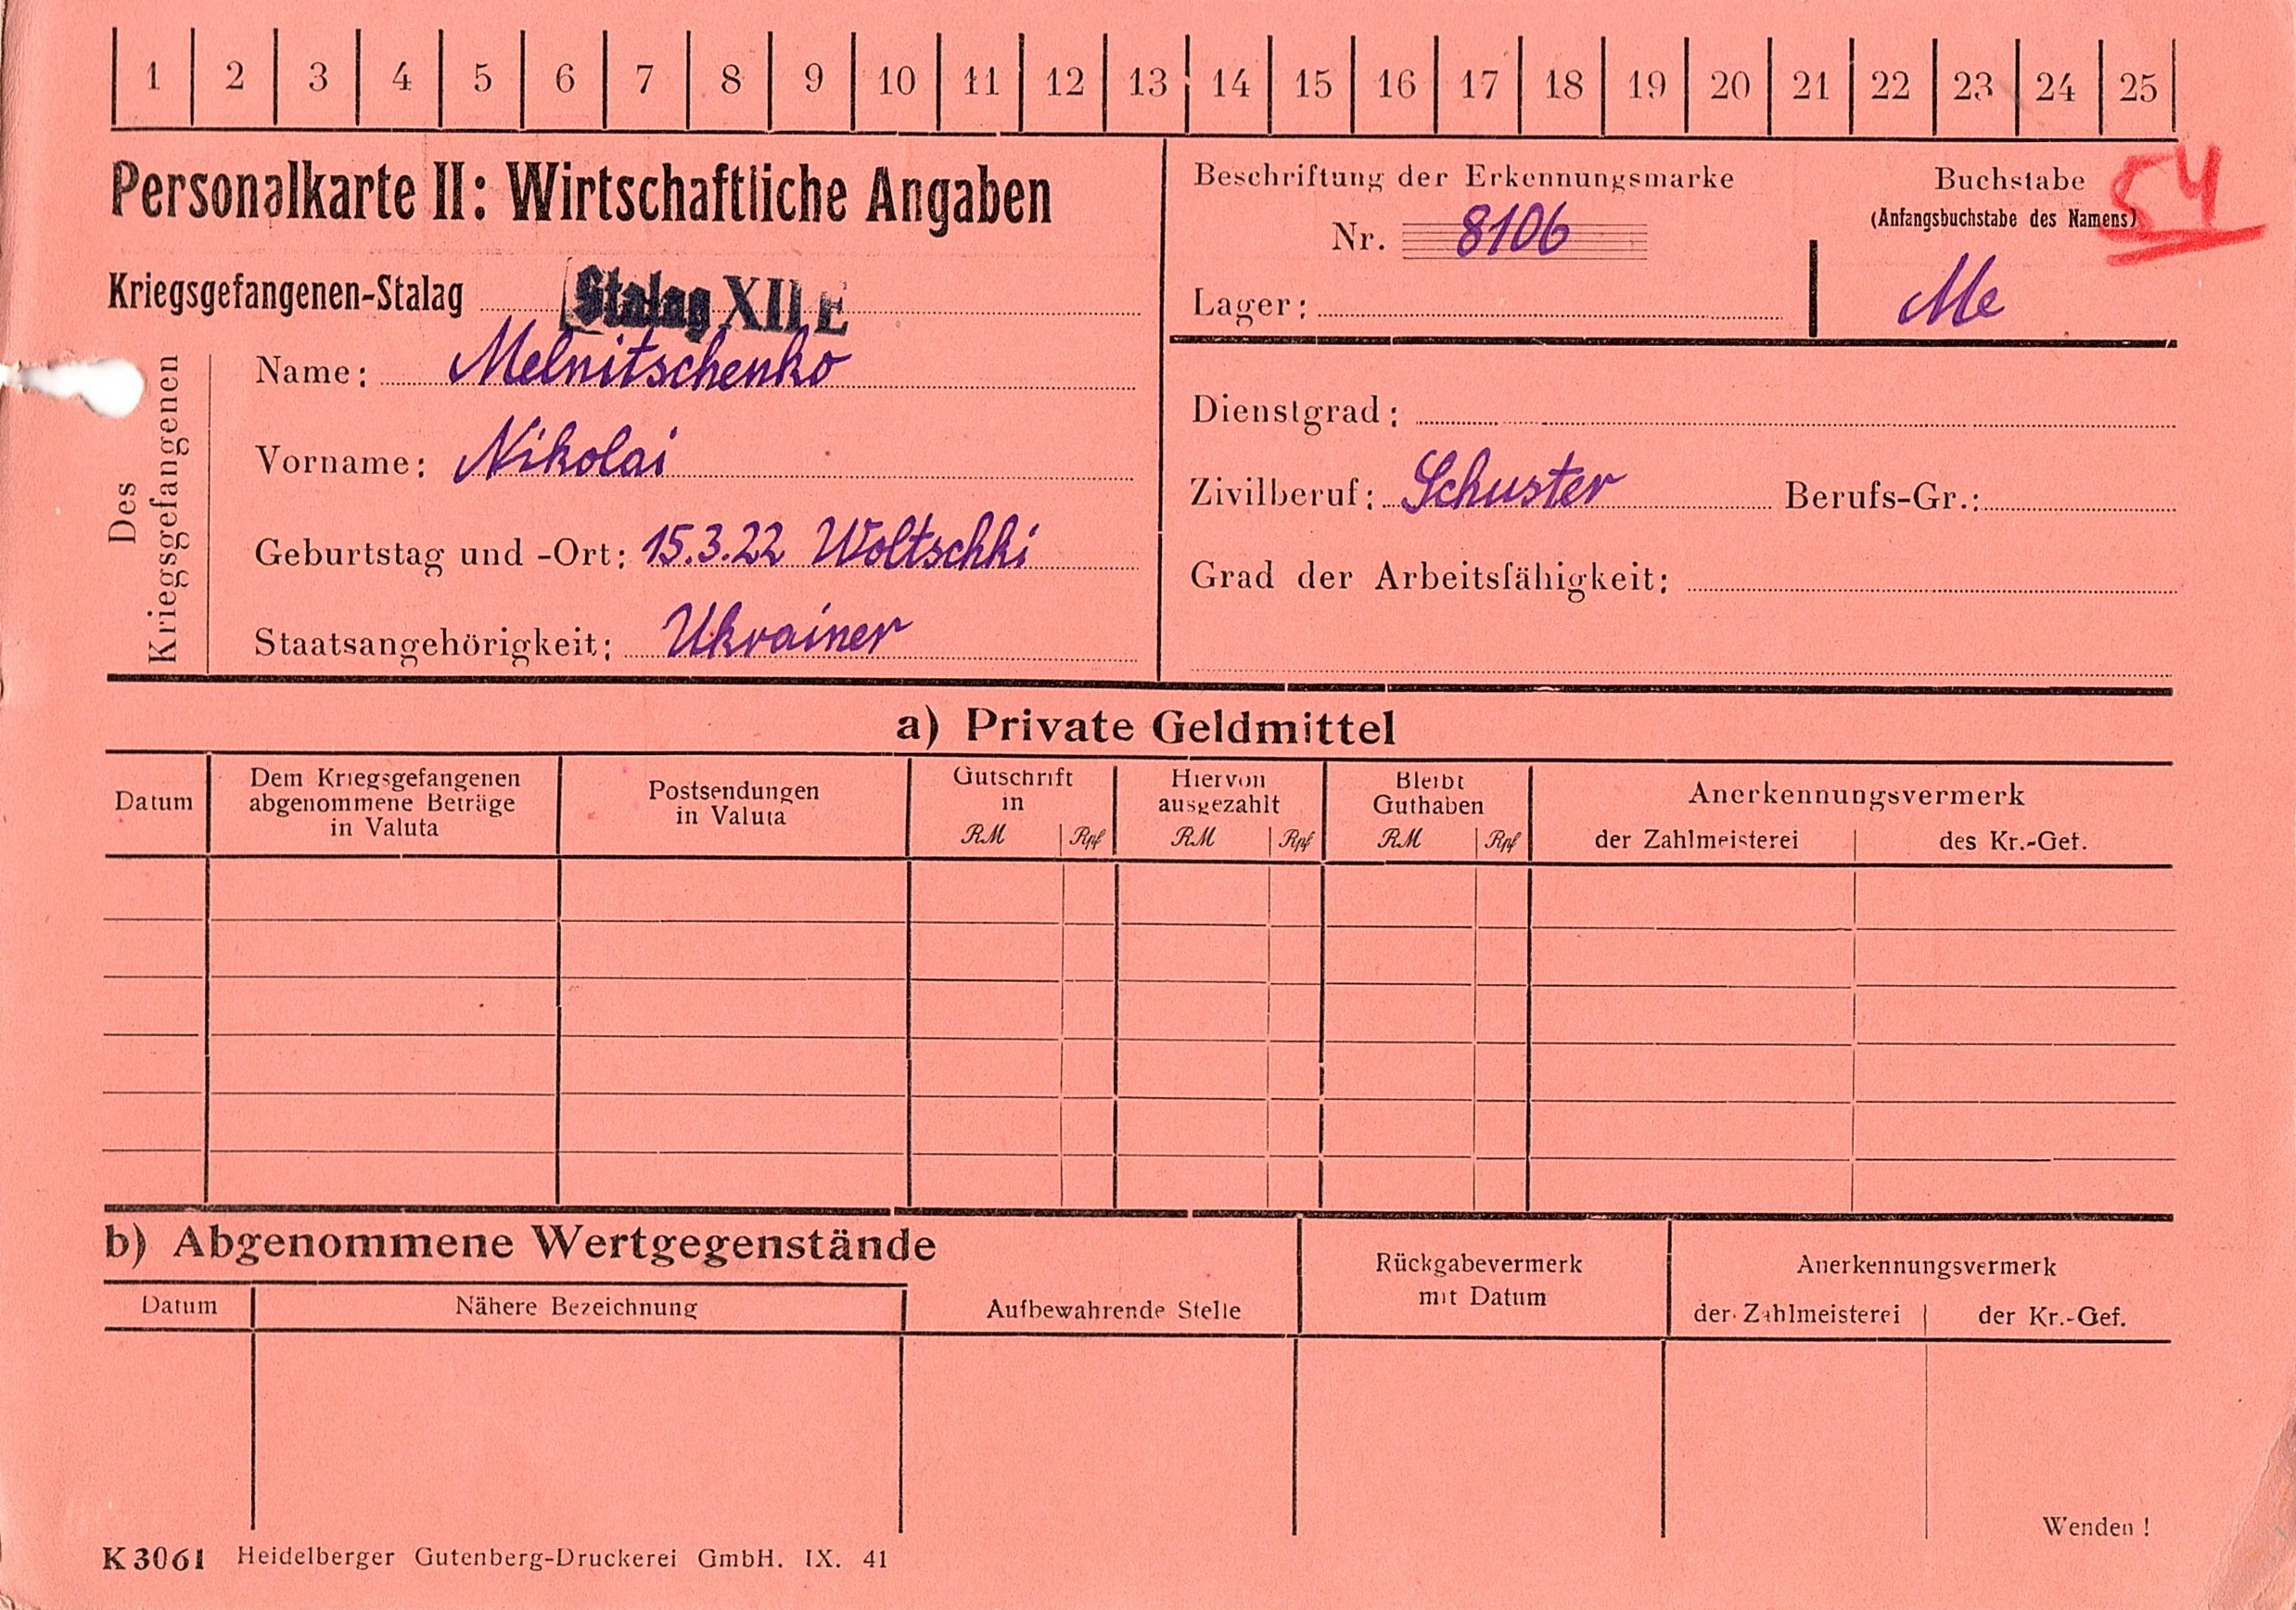 1 2 3 4 5 6 7 8 9 10 11 12 13 14 15 16 17 18 19 20 21 22 23 24 25
Personalkarte II: Wirtschaftliche Angaben
Kriegsgefangenen-Stalag Stalag XII E
Des Kriegsgefangenen
Name: Melnitschenko
Vorname: Nikolai
Geburtstag und -Ort: 15.3.22 Woltschki
Staatsangehörigkeit: Ukrainer
Beschriftung der Erkennungsmarke
Nr. 8106
Lager:
Buchstabe
(Anfangsbuchstabe des Namens)
54
Me
Dienstgrad:
Zivilberuf: Schuster Berufs-Gr.:
Grad der Arbeitsfähigkeit:
a) Private Geldmittel
Datum
Dem Kriegsgefangenen
abgenommene Beträge
in Valuta
Postsendungen
in Valuta
Gutschrift
in
RM Rpf
Hiervon
ausgezahlt
RM Rpf
Bleibt
Guthaben
RM Rpf
Anerkennungsvermerk
der Zahlmeisterei des Kr.-Gef.
b) Abgenommene Wertgegenstände
Datum Nähere Bezeichnung
Aufbewahrende Stelle
Rückgabevermerk
mit Datum
Anerkennungsvermerk
der Zahlmeisterei der Kr.-Gef.
Wenden !
K 3061 Heidelberger Gutenberg-Druckerei GmbH. IX. 41